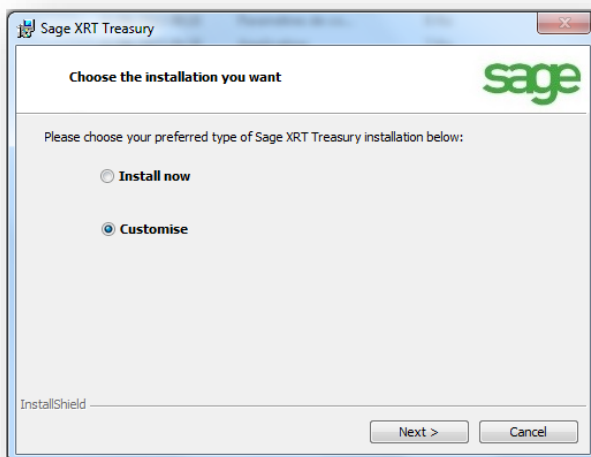 Sage XRT Treasury
Choose the installation you want
sage
Please choose your preferred type of Sage XRT Treasury installation below:
Install now
Customise
InstallShield
Next >
Cancel